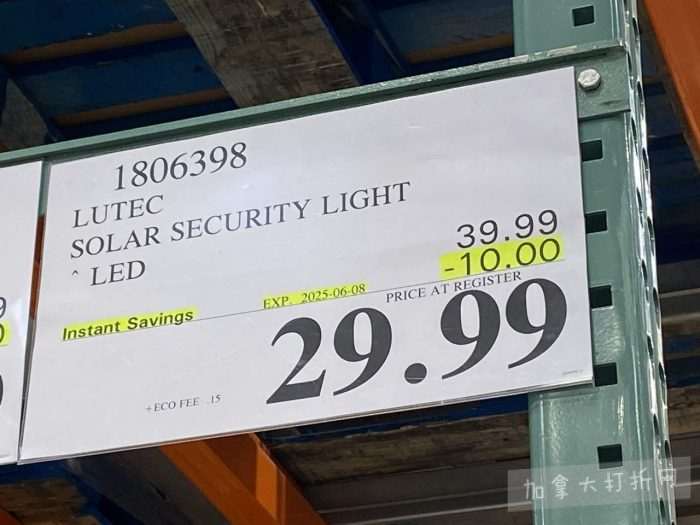 1806398
LUTEC
SOLAR SECURITY LIGHT
^ LED
39.99
-10.00
Instant Savings
EXP. 2025-06-08
PRICE AT REGISTER
29.99
+ECO FEE .15
加拿大打折网